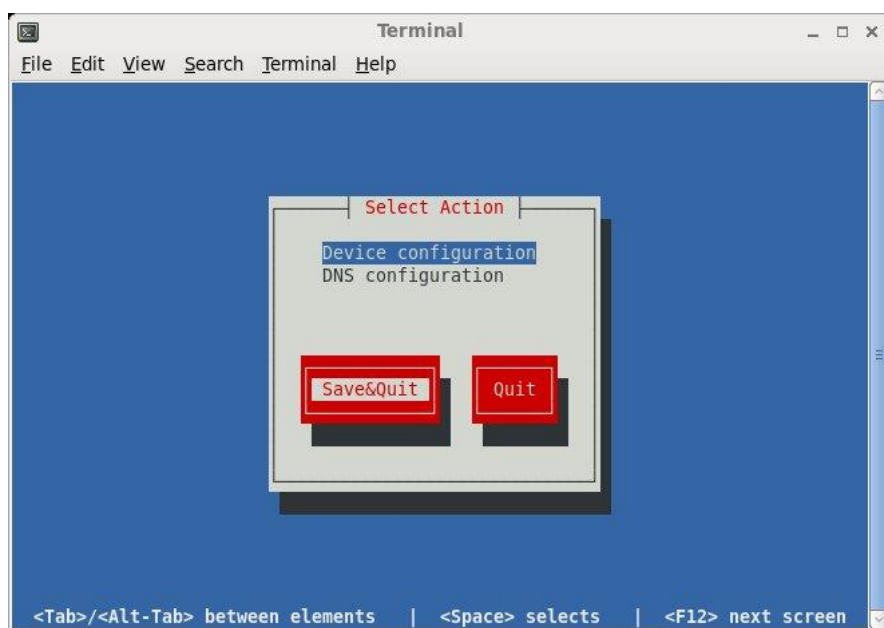 Terminal
File Edit View Search Terminal Help
Select Action
Device configuration
DNS configuration
Save&Quit Quit
<Tab>/<Alt-Tab> between elements | <Space> selects | <F12> next screen